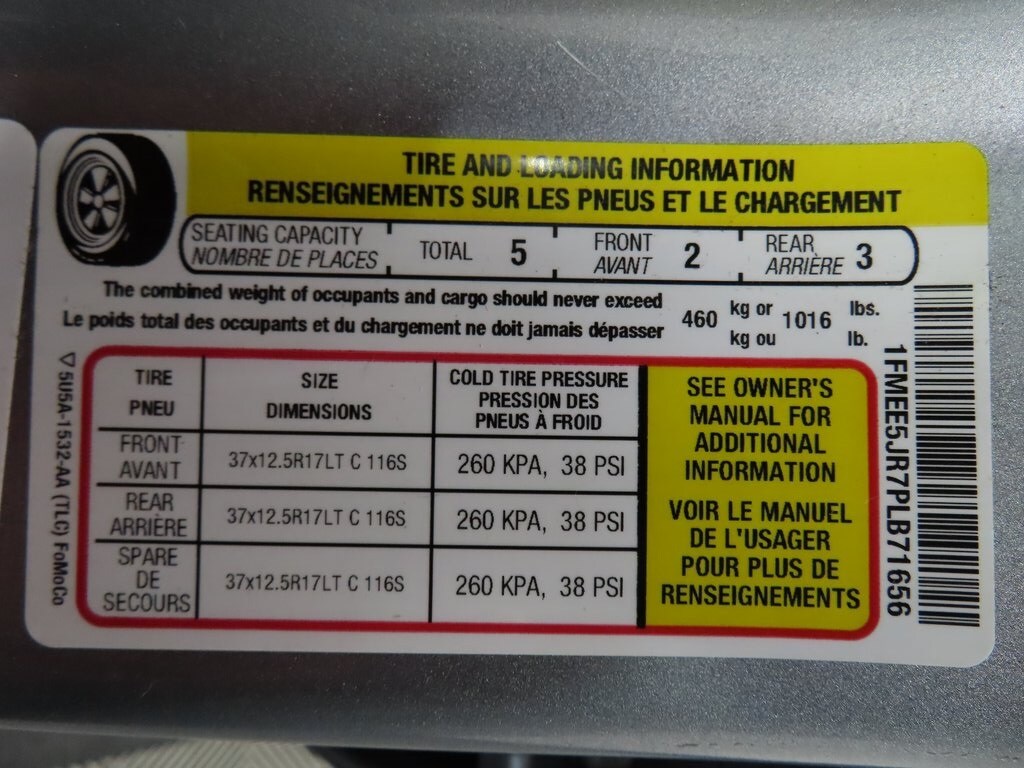 TIRE AND LOADING INFORMATION
RENSEIGNEMENTS SUR LES PNEUS ET LE CHARGEMENT
SEATING CAPACITY
NOMBRE DE PLACES
TOTAL 5
FRONT
AVANT 2
REAR
ARRIÈRE 3
The combined weight of occupants and cargo should never exceed
Le poids total des occupants et du chargement ne doit jamais dépasser
460 kg or 1016 lbs.
kg ou lb.
TIRE
PNEU
SIZE
DIMENSIONS
COLD TIRE PRESSURE
PRESSION DES
PNEUS À FROID
FRONT
AVANT
37x12.5R17LT C 116S
260 KPA, 38 PSI
REAR
ARRIÈRE
37x12.5R17LT C 116S
260 KPA, 38 PSI
SPARE
DE
SECOURS
37x12.5R17LT C 116S
260 KPA, 38 PSI
SEE OWNER'S
MANUAL FOR
ADDITIONAL
INFORMATION
VOIR LE MANUEL
DE L'USAGER
POUR PLUS DE
RENSEIGNEMENTS
▽5U5A-1532-AA (TLC) FoMoCo
1FMEE5JR7PLB71656